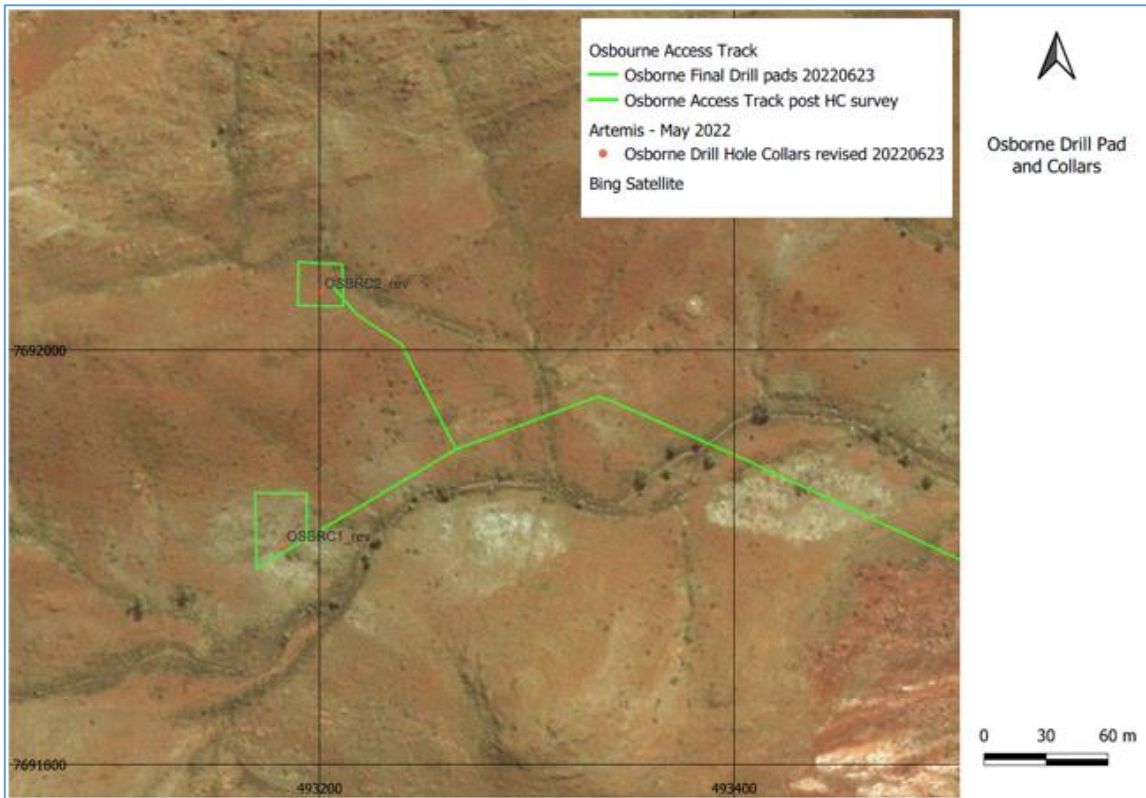 Osbourne Access Track
Osborne Final Drill pads 20220623
Osborne Access Track post HC survey
Artemis - May 2022
Osborne Drill Hole Collars revised 20220623
Bing Satellite
Osborne Drill Pad
and Collars
OSBRC2_rev
7692000
OSBRC1_rev
7691800
493200
493400
0 30 60 m